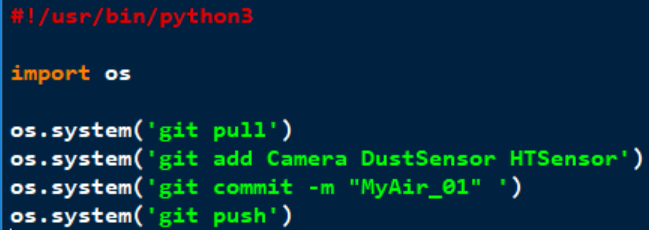 #!/usr/bin/python3
import os
os.system('git pull')
os.system('git add Camera DustSensor HTSensor')
os.system('git commit -m "MyAir_01" ')
os.system('git push')